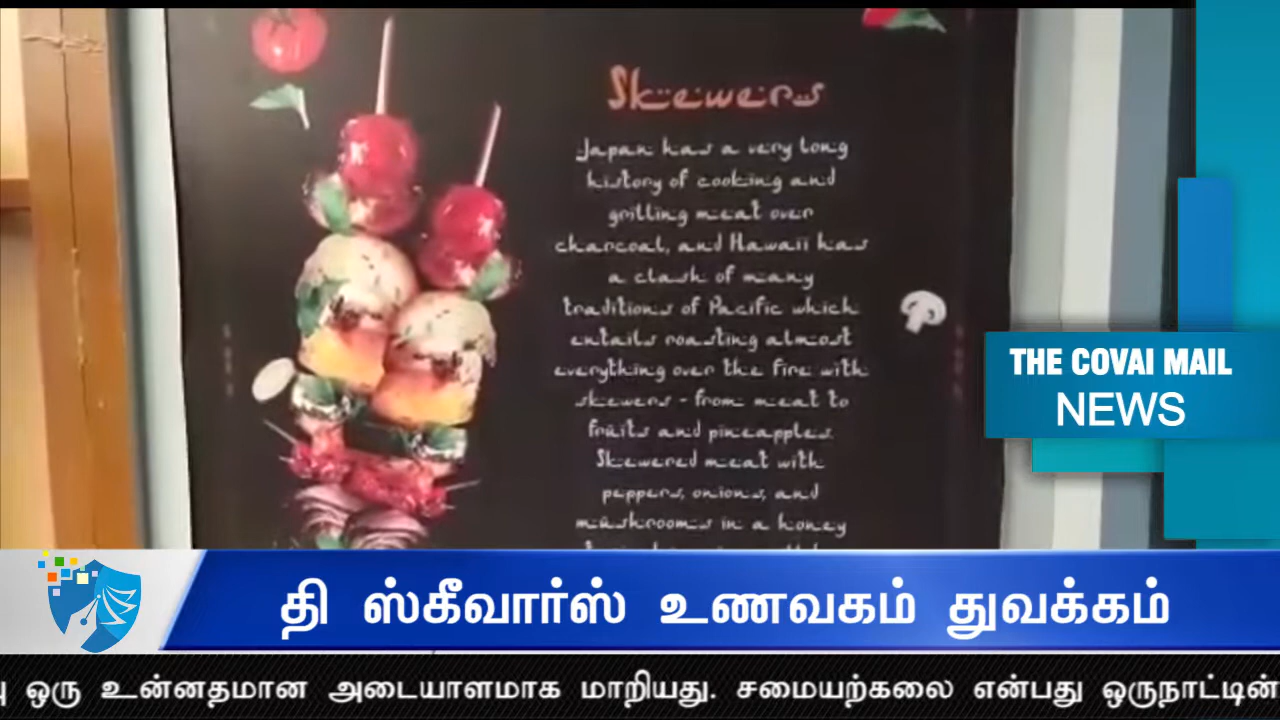 Skewers
Japan has a very long
history of cooking and
grilling meat over
charcoal, and Hawaii has
a clash of many
traditions of Pacific which
entails roasting almost
everything over the fire with
skewers - from meat to
fruits and pineapples.
Skewered meat with
peppers, onions, and
mushrooms in a honey
THE COVAI MAIL
NEWS
தி ஸ்கீவார்ஸ் உணவகம் துவக்கம்
ஒரு உன்னதமான அடையாளமாக மாறியது. சமையற்கலை என்பது ஒருநாட்டின்